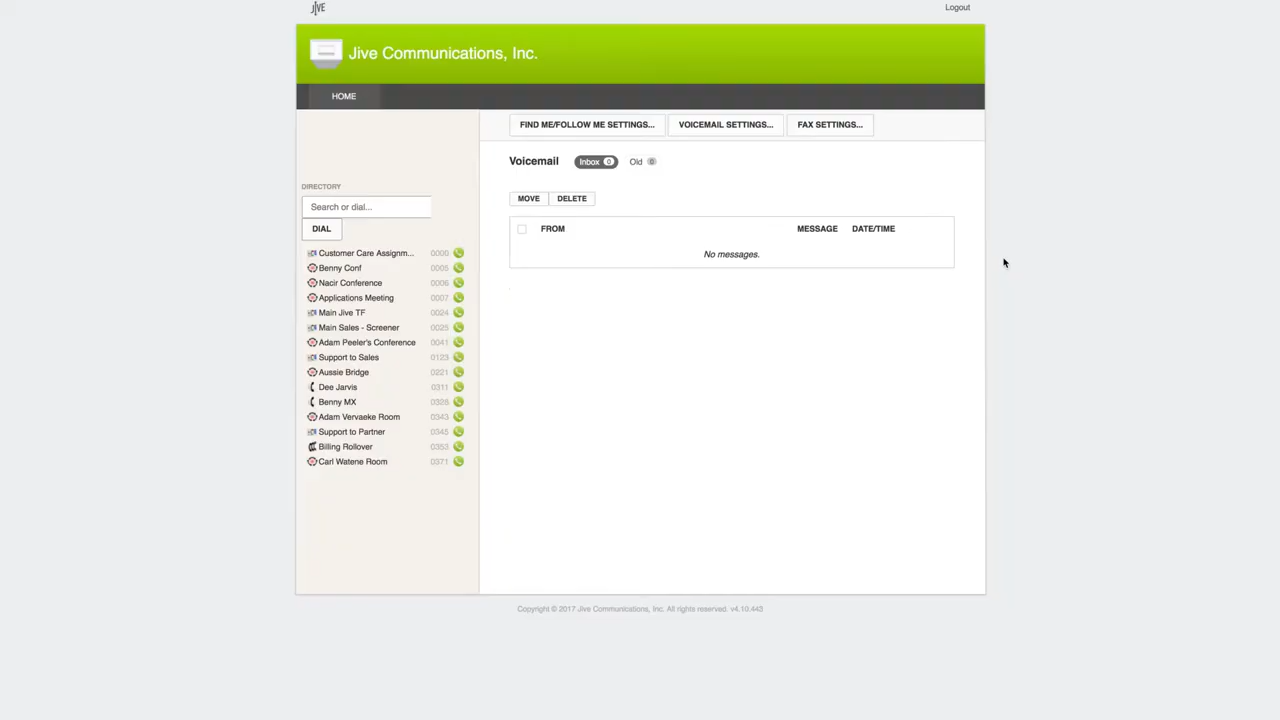 JIVE
Logout
Jive Communications, Inc.
HOME
FIND ME/FOLLOW ME SETTINGS... VOICEMAIL SETTINGS... FAX SETTINGS...
Voicemail Inbox 0 Old 0
MOVE DELETE
FROM MESSAGE DATE/TIME
No messages.
DIRECTORY
Search or dial...
DIAL
Customer Care Assignm... 0000
Benny Conf 0005
Nacir Conference 0006
Applications Meeting 0007
Main Jive TF 0024
Main Sales - Screener 0025
Adam Peeler's Conference 0041
Support to Sales 0123
Aussie Bridge 0221
Dee Jarvis 0311
Benny MX 0328
Adam Vervaeke Room 0343
Support to Partner 0345
Billing Rollover 0353
Carl Watene Room 0371
Copyright © 2017 Jive Communications, Inc. All rights reserved. v4.10.443